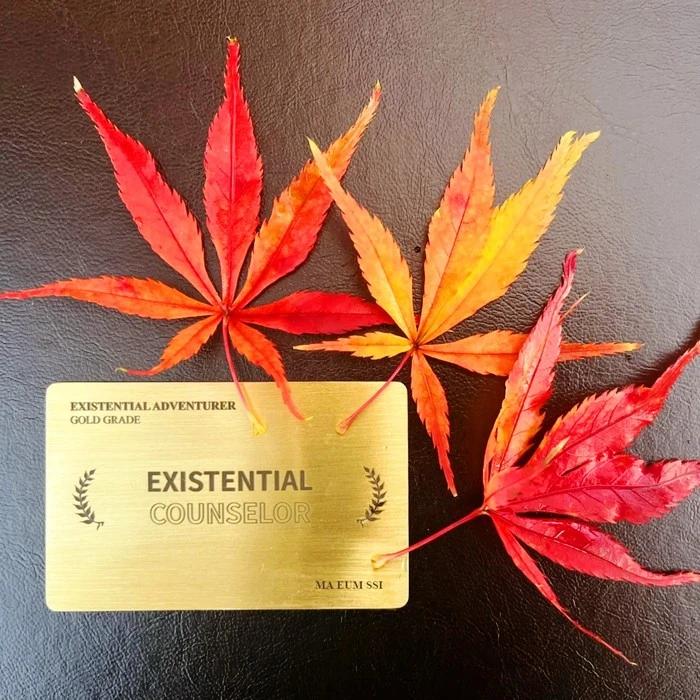 EXISTENTIAL ADVENTURER
GOLD GRADE
EXISTENTIAL
COUNSELOR
MA EUM SSI